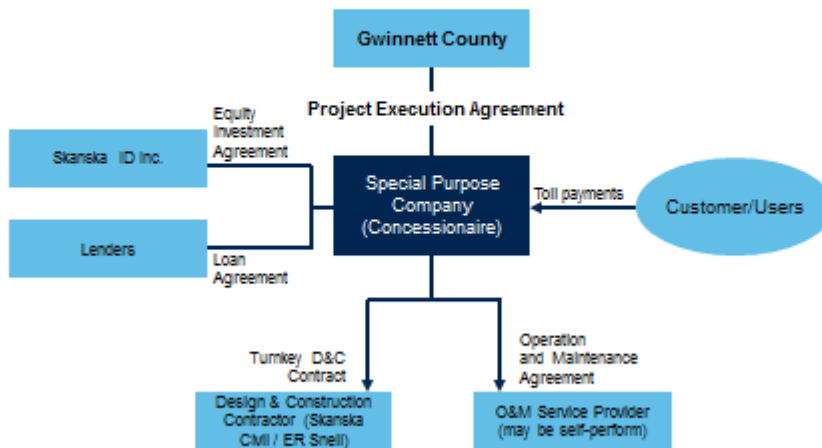 Gwinnett County
Project Execution Agreement
Equity
Investment
Agreement
Skanska ID Inc.
Special Purpose
Company
(Concessionaire)
Toll payments
Customer/Users
Lenders
Loan
Agreement
Turnkey D&C
Contract
Operation
and Maintenance
Agreement
Design & Construction
Contractor (Skanska
Civil / ER Snell)
O&M Service Provider
(may be self-perform)